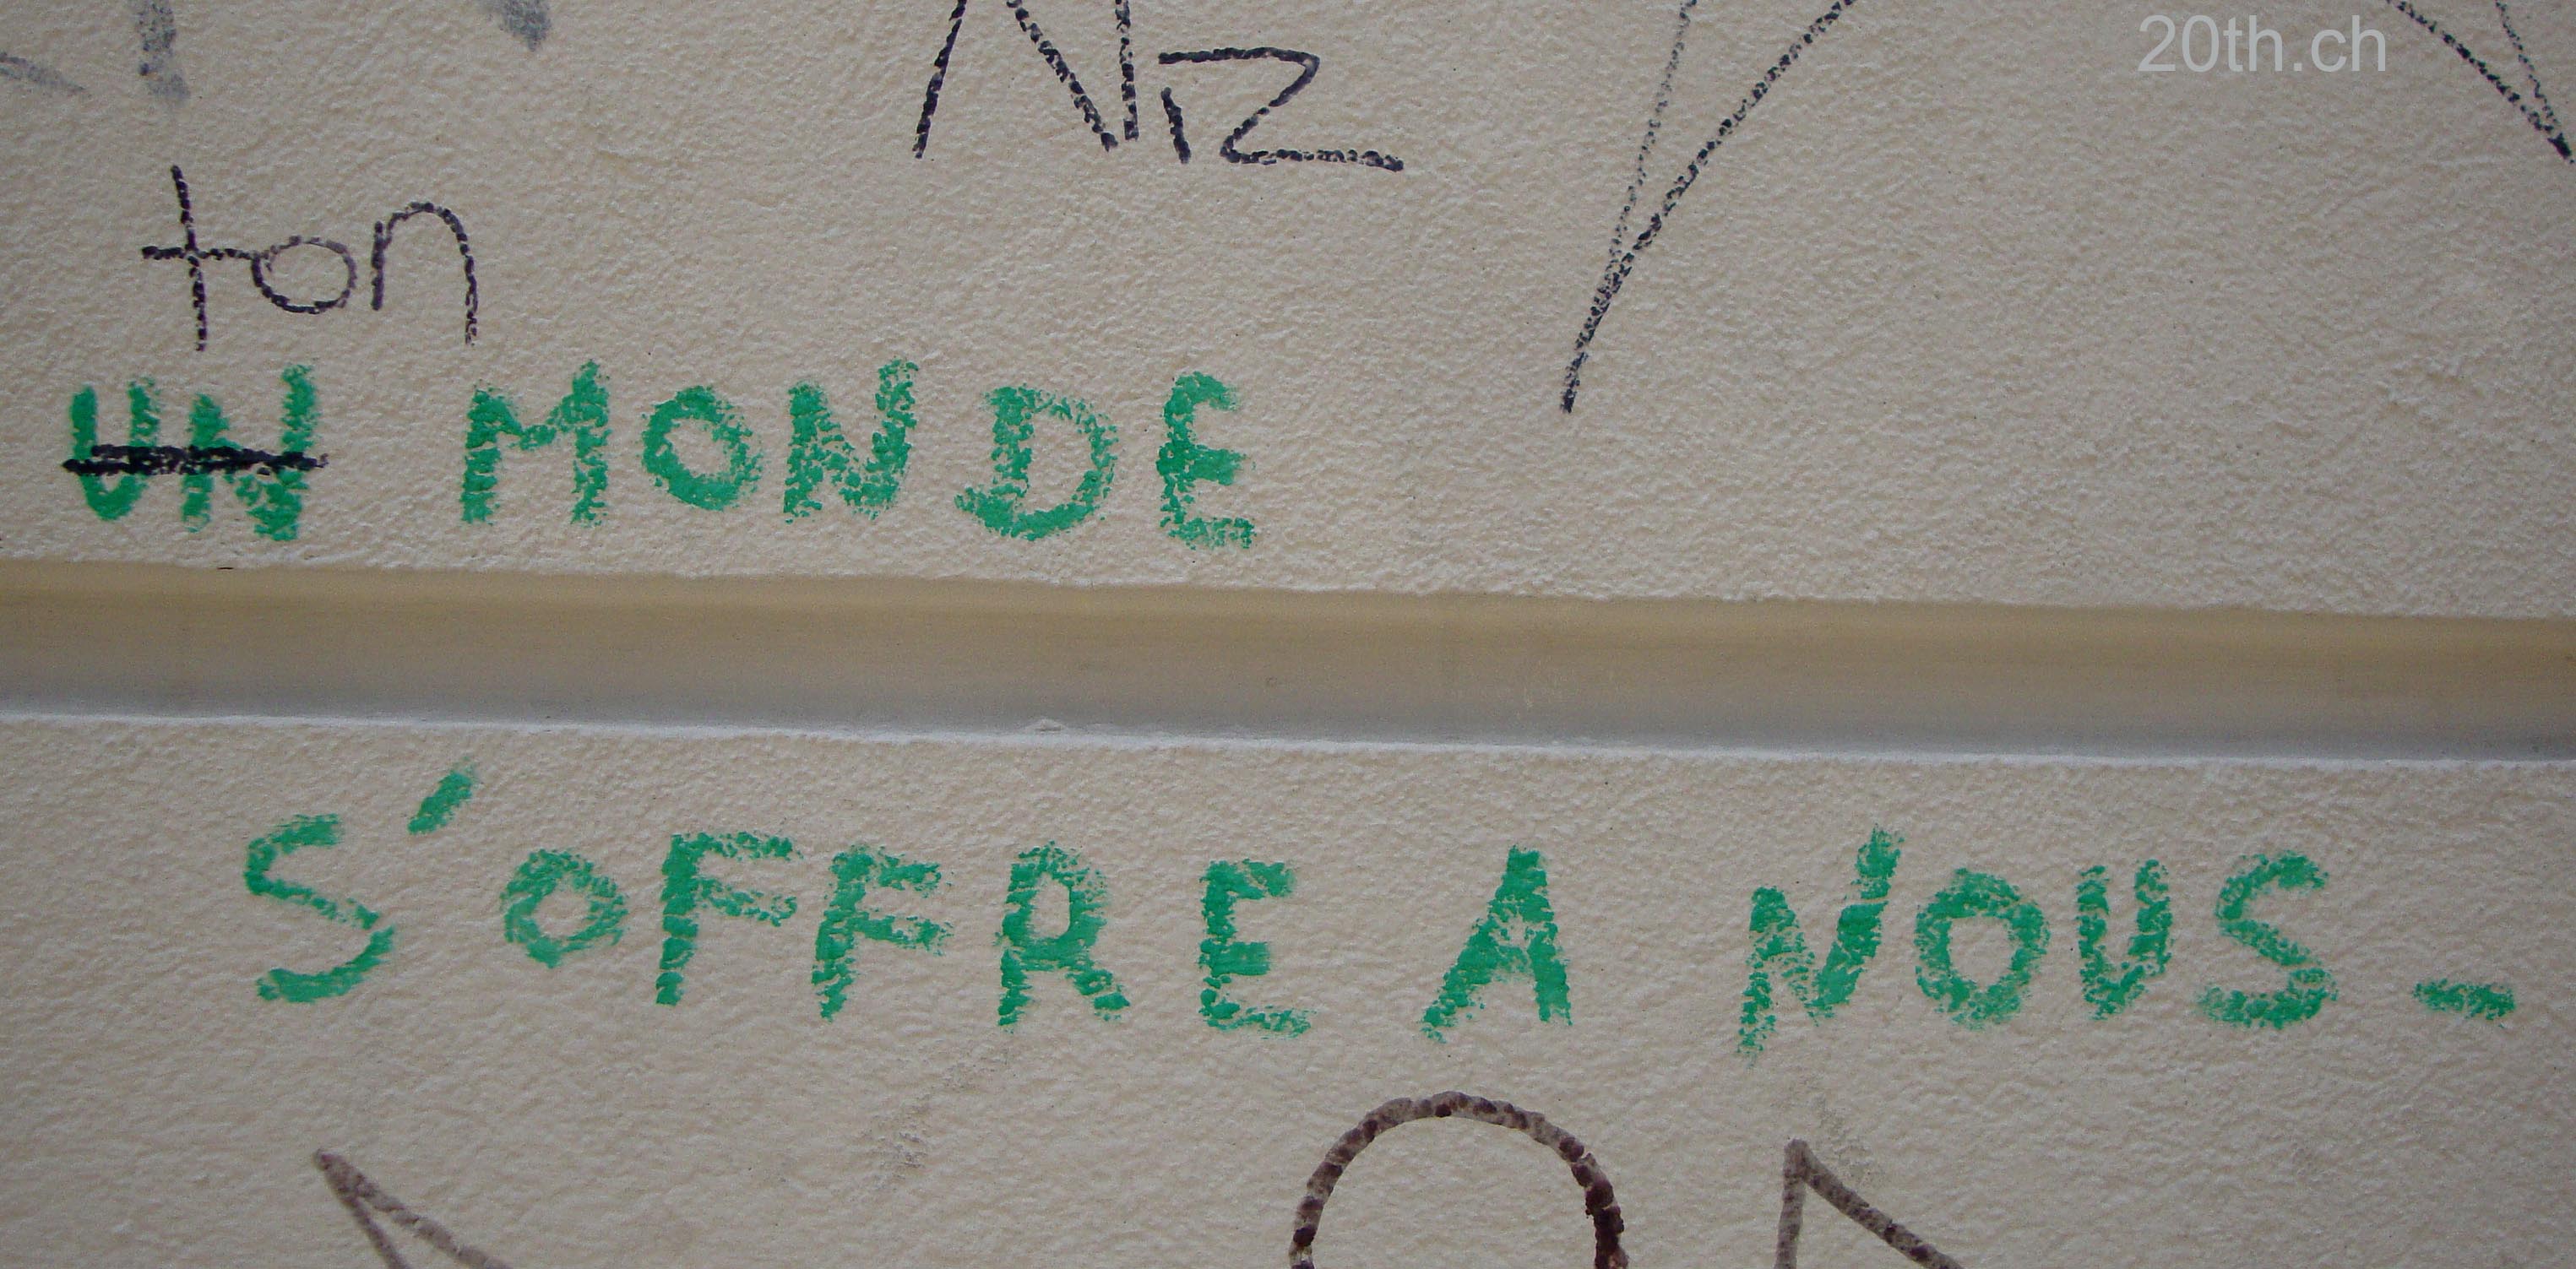 20th.ch
ton
UN MONDE
S'OFFRE A NOUS-